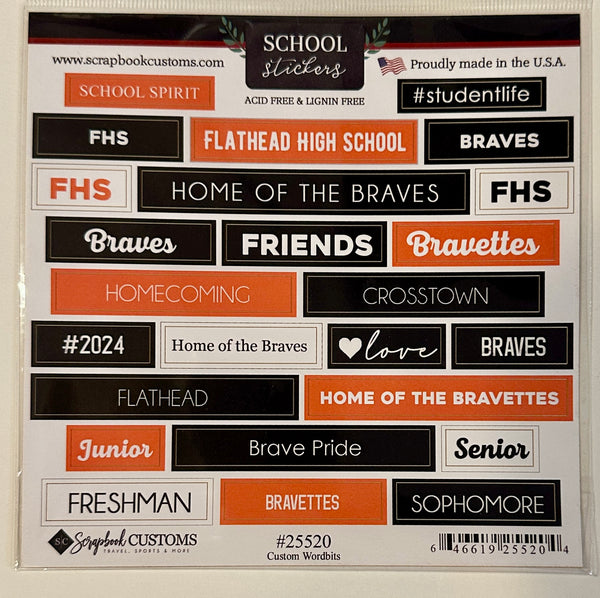 SCHOOL
stickers
www.scrapbookcustoms.com
Proudly made in the U.S.A.
ACID FREE & LIGNIN FREE
SCHOOL SPIRIT
#studentlife
FHS
FLATHEAD HIGH SCHOOL
BRAVES
FHS
HOME OF THE BRAVES
FHS
Braves
FRIENDS
Bravettes
HOMECOMING
CROSSTOWN
#2024
Home of the Braves
love
BRAVES
FLATHEAD
HOME OF THE BRAVETTES
Junior
Brave Pride
Senior
FRESHMAN
BRAVETTES
SOPHOMORE
SC Scrapbook CUSTOMS
TRAVEL, SPORTS & MORE
#25520
Custom Wordbits
6 46619 25520 4